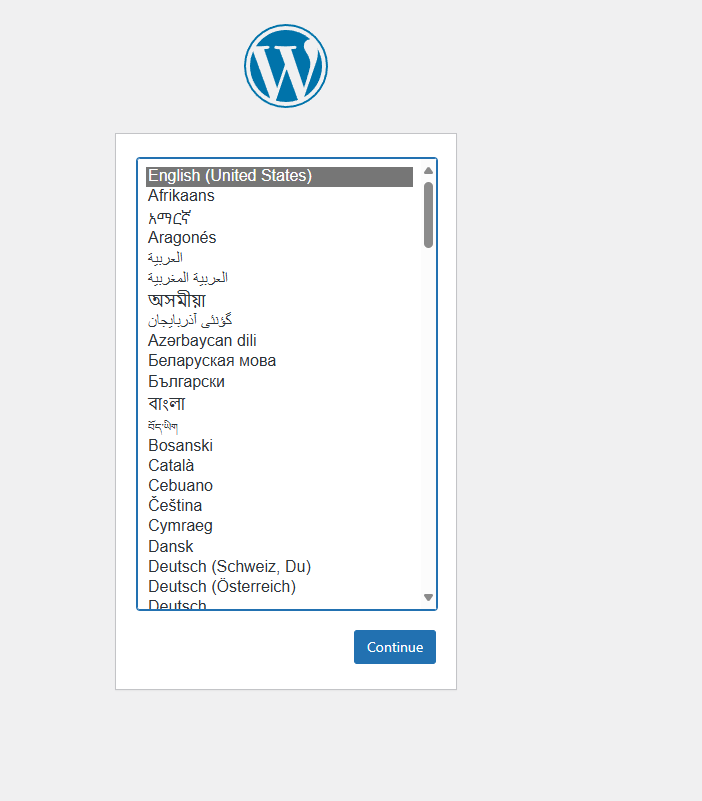 English (United States)
Afrikaans
አማርኛ
Aragonés
العربية
العربية المغربية
অসমীয়া
گؤنئی آذربایجان
Azərbaycan dili
Беларуская мова
Български
বাংলা
བོད་ཡིག
Bosanski
Català
Cebuano
Čeština
Cymraeg
Dansk
Deutsch (Schweiz, Du)
Deutsch (Österreich)
Deutsch
Continue